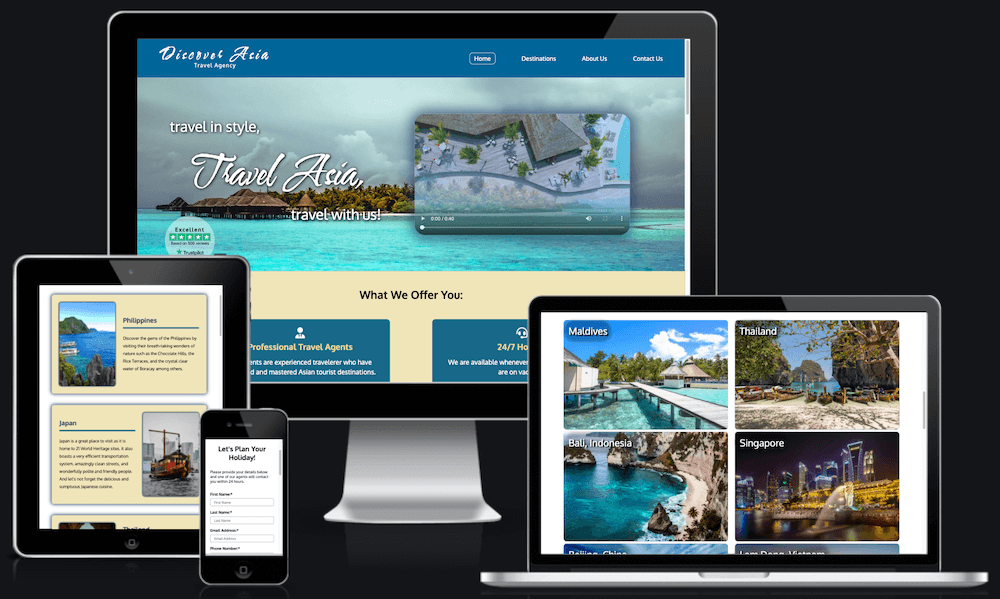 Discover Asia
Travel Agency
Home
Destinations
About Us
Contact Us
travel in style,
Travel Asia,
travel with us!
0:00 / 0:40
Excellent
Based on 500 reviews
Trustpilot
What We Offer You:
Professional Travel Agents
ents are experienced travelerer who have
d and mastered Asian tourist destinations.
24/7 Ho
We are available whenever
are on vac
Philippines
Discover the gems of the Philippines by
visiting their breath-taking wonders of
nature such as the Chocolate Hills, the
Rice Terraces, and the crystal clear
water of Boracay among others.
Japan
Japan is a great place to visit as it is
home to 21 World Heritage sites, it also
boasts a very efficient transportation
system, amazingly clean streets, and
wonderfully polite and friendly people.
And let's not forget the delicious and
sumptuous Japanese cuisine.
Thailand
Let's Plan Your
Holiday!
Please provide your details below
and one of our agents will contact
you within 24 hours.
First Name:*
First Name
Last Name:*
Last Name
Email Address:*
Email Address
Phone Number:*
Maldives
Thailand
Bali, Indonesia
Singapore
Beijing, China
Lam Dong, Vietnam